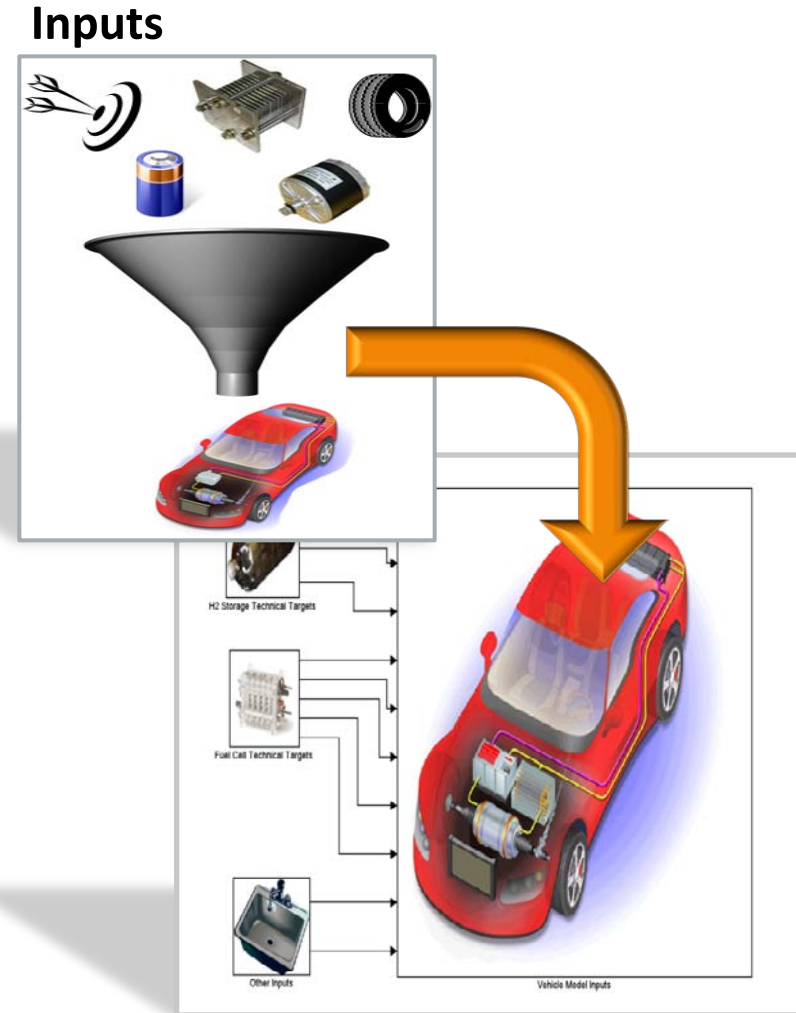 Inputs
H2 Storage Technical Targets
Fuel Cell Technical Targets
Other Inputs
Vehicle Model Inputs